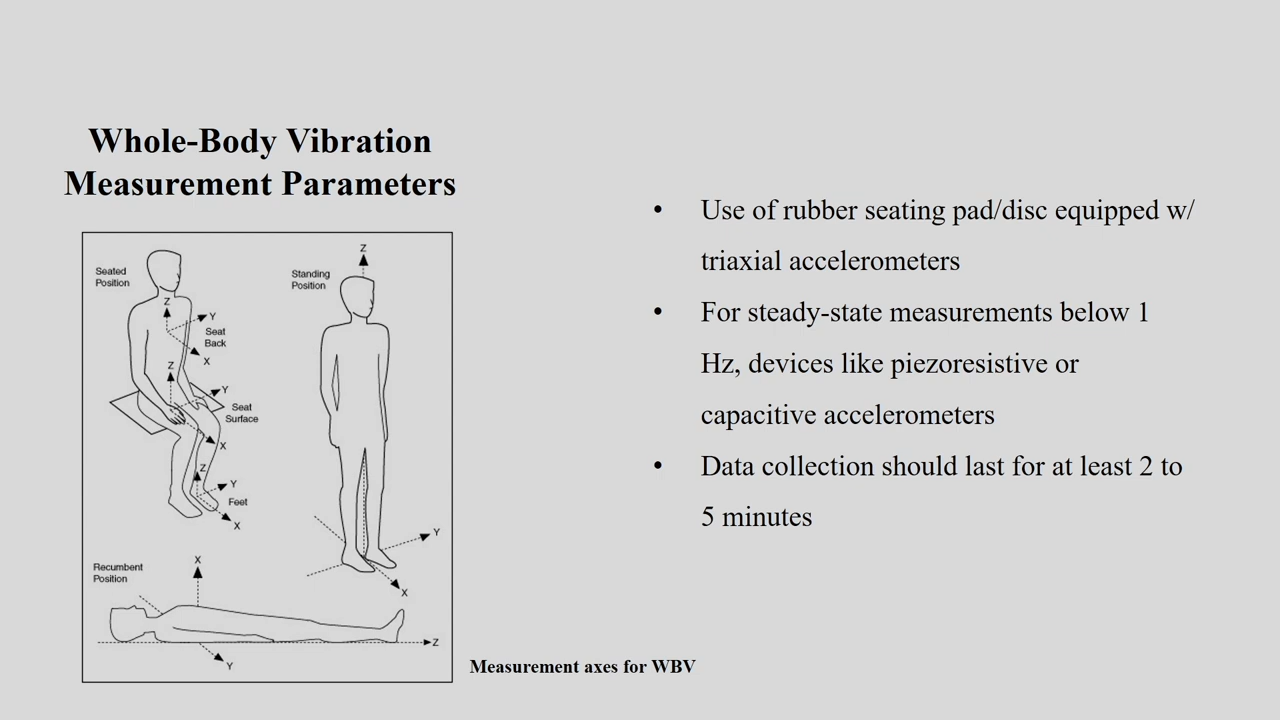 Whole-Body Vibration
Measurement Parameters
Seated
Position
Z
Y
Seat
Back
X
Z
Y
Seat
Surface
X
Z
Y
Feet
X
Standing
Position
Z
Y
X
Recumbent
Position
X
Z
Y
Measurement axes for WBV
• Use of rubber seating pad/disc equipped w/
triaxial accelerometers
• For steady-state measurements below 1
Hz, devices like piezoresistive or
capacitive accelerometers
• Data collection should last for at least 2 to
5 minutes